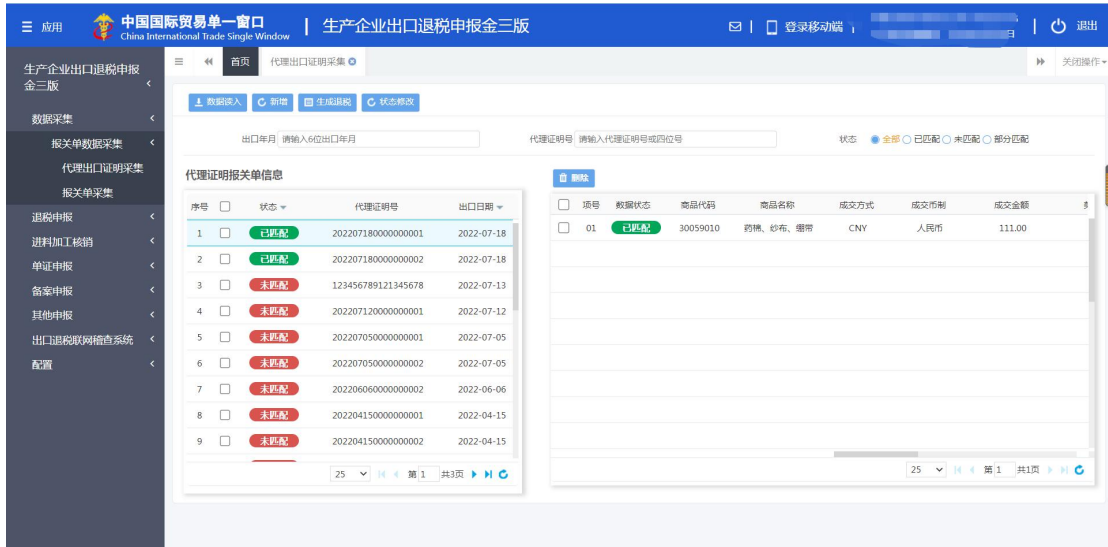 应用
中国国际贸易单一窗口
China International Trade Single Window
生产企业出口退税申报金三版
登录移动端
日
退出
生产企业出口退税申报
金三版
数据采集
报关单数据采集
代理出口证明采集
报关单采集
退税申报
进料加工核销
单证申报
备案申报
其他申报
出口退税联网稽查系统
配置
首页 代理出口证明采集
关闭操作
数据读入 新增 生成退税 状态修改
出口年月 请输入6位出口年月 代理证明号 请输入代理证明号或四位号 状态 全部 已匹配 未匹配 部分匹配
代理证明报关单信息
序号 状态 代理证明号 出口日期
1 已匹配 202207180000000001 2022-07-18
2 已匹配 202207180000000002 2022-07-18
3 未匹配 123456789121345678 2022-07-13
4 未匹配 202207120000000001 2022-07-12
5 未匹配 202207050000000001 2022-07-05
6 未匹配 202207050000000002 2022-07-05
7 未匹配 202206060000000002 2022-06-06
8 未匹配 202204150000000001 2022-04-15
9 未匹配 202204150000000002 2022-04-15
25 第 1 共3页
删除
项号 数据状态 商品代码 商品名称 成交方式 成交币制 成交金额
01 已匹配 30059010 药棉、纱布、绷带 CNY 人民币 111.00
25 第 1 共1页